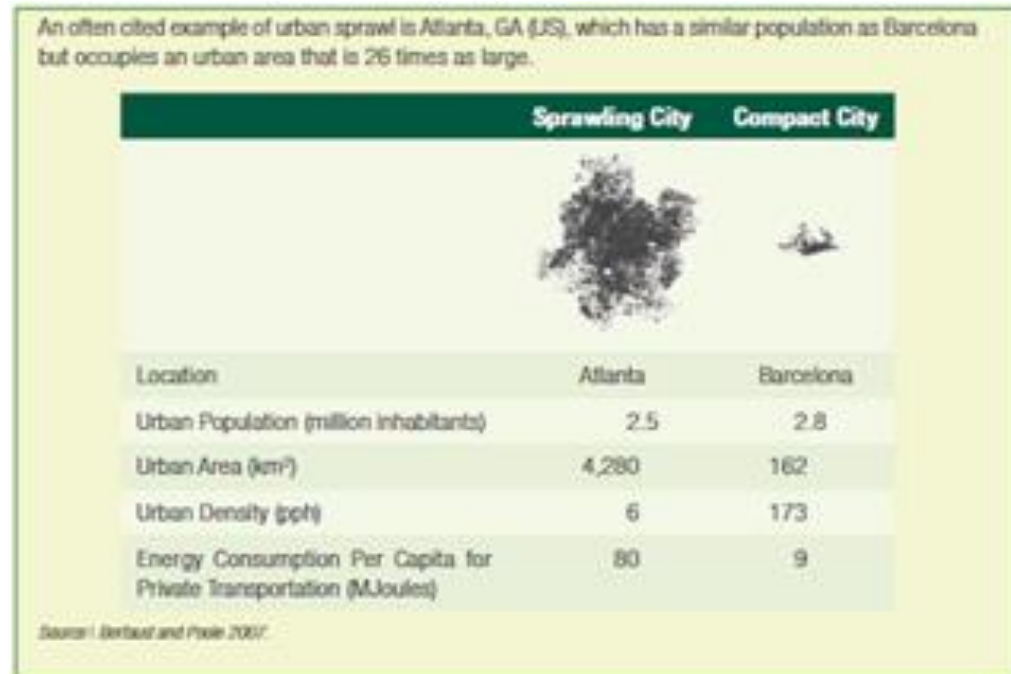 An often cited example of urban sprawl is Atlanta, GA (US), which has a similar population as Barcelona
but occupies an urban area that is 26 times as large.
Sprawling City Compact City
Location Atlanta Barcelona
Urban Population (million inhabitants) 2.5 2.8
Urban Area (km²) 4,280 162
Urban Density (pph) 6 173
Energy Consumption Per Capita for 80 9
Private Transportation (MJoules)
Source: Bertaud and Poole 2007.